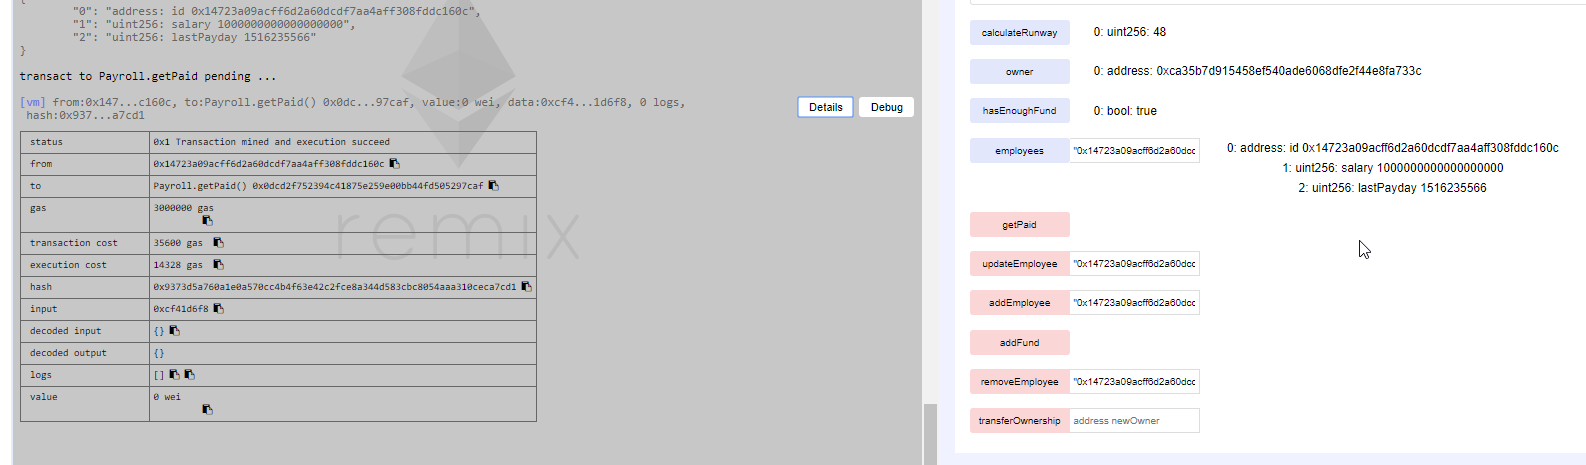 {
"0": "address: id 0x14723a09acff6d2a60dcdf7aa4aff308fddc160c",
"1": "uint256: salary 1000000000000000000",
"2": "uint256: lastPayday 1516235566"
}
transact to Payroll.getPaid pending ...
[vm] from:0x147...c160c, to:Payroll.getPaid() 0x0dc...97caf, value:0 wei, data:0xcf4...1d6f8, 0 logs,
hash:0x937...a7cd1
Details Debug
status 0x1 Transaction mined and execution succeed
from 0x14723a09acff6d2a60dcdf7aa4aff308fddc160c
to Payroll.getPaid() 0x0dcd2f752394c41875e259e00bb44fd505297caf
gas 3000000 gas
transaction cost 35600 gas
execution cost 14328 gas
hash 0x9373d5a760a1e0a570cc4b4f63e42c2fce8a344d583cbc8054aaa310ceca7cd1
input 0xcf41d6f8
decoded input {}
decoded output {}
logs []
value 0 wei
remix
calculateRunway 0: uint256: 48
owner 0: address: 0xca35b7d915458ef540ade6068dfe2f44e8fa733c
hasEnoughFund 0: bool: true
employees "0x14723a09acff6d2a60dcc
0: address: id 0x14723a09acff6d2a60dcdf7aa4aff308fddc160c
1: uint256: salary 1000000000000000000
2: uint256: lastPayday 1516235566
getPaid
updateEmployee "0x14723a09acff6d2a60dcc
addEmployee "0x14723a09acff6d2a60dcc
addFund
removeEmployee "0x14723a09acff6d2a60dcc
transferOwnership address newOwner